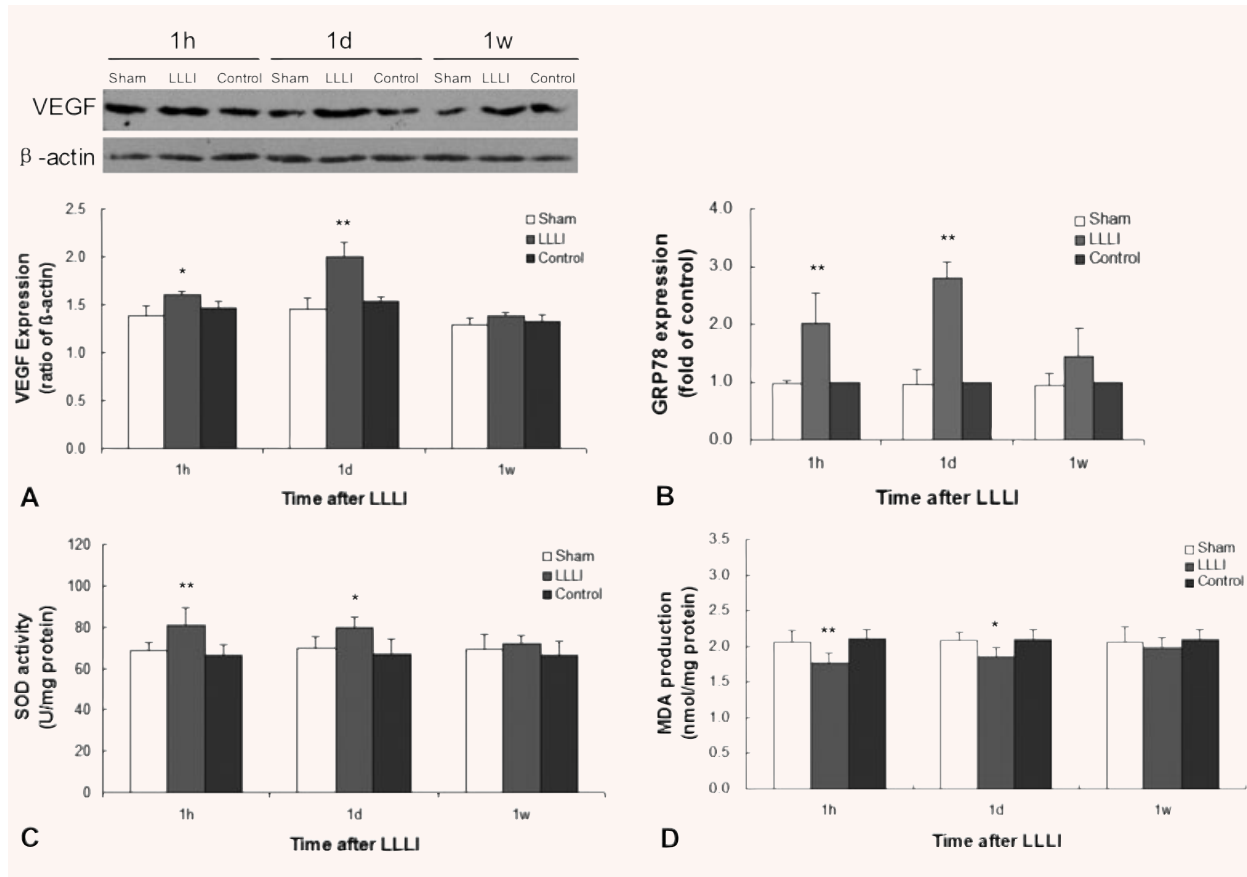 1h 1d 1w
Sham LLLI Control Sham LLLI Control Sham LLLI Control
VEGF
β-actin
2.5
2.0
1.5
1.0
0.5
0.0
VEGF Expression
(ratio of ß-actin)
* **
Sham
LLLI
Control
1h 1d 1w
Time after LLLI
A
4.0
3.0
2.0
1.0
0.0
GRP78 expression
(fold of control)
** **
Sham
LLLI
Control
1h 1d 1w
Time after LLLI
B
120
100
80
60
40
20
0
SOD activity
(U/mg protein)
** *
Sham
LLLI
Control
1h 1d 1w
Time after LLLI
C
3.5
3.0
2.5
2.0
1.5
1.0
0.5
0.0
MDA production
(nmol/mg protein)
** *
Sham
LLLI
Control
1h 1d 1w
Time after LLLI
D